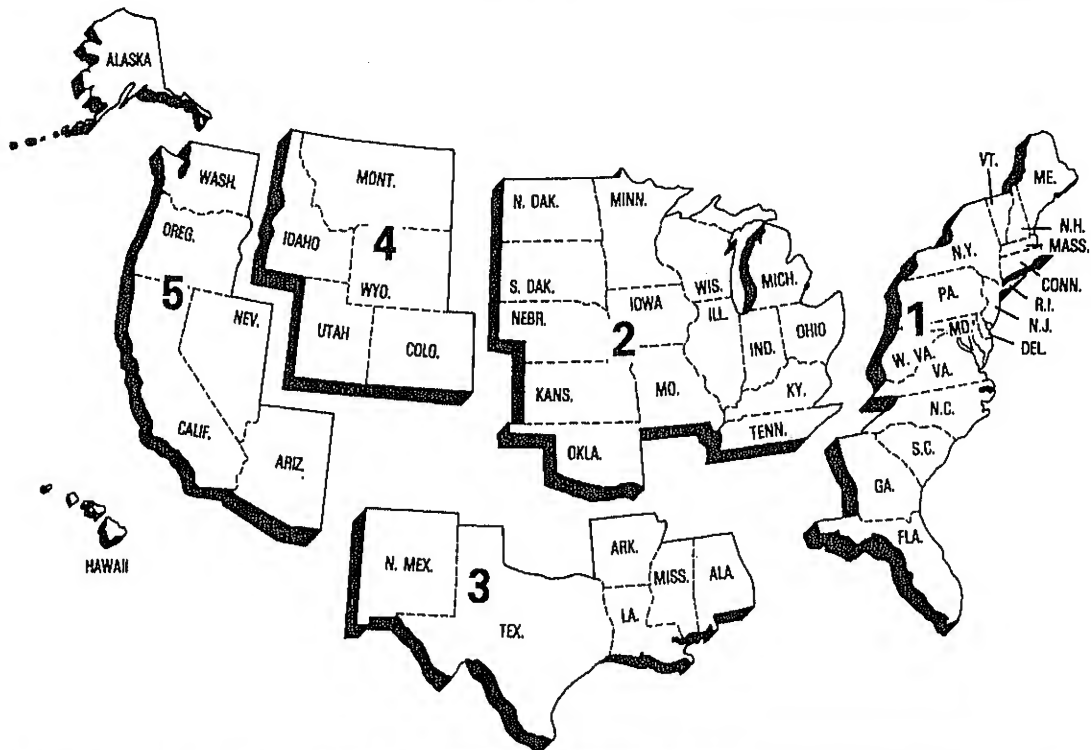 ALASKA
WASH.
MONT.
VT.
ME.
N. DAK.
MINN.
OREG.
IDAHO
4
N.H.
MASS.
N.Y.
WIS.
MICH.
CONN.
S. DAK.
WYO.
5
IOWA
PA.
R.I.
NEV.
NEBR.
ILL.
1
N.J.
UTAH
COLO.
2
IND.
OHIO
MD.
DEL.
W. VA.
VA.
KANS.
MO.
KY.
N.C.
CALIF.
TENN.
ARIZ.
OKLA.
S.C.
GA.
FLA.
HAWAII
N. MEX.
3
ARK.
MISS.
ALA.
TEX.
LA.